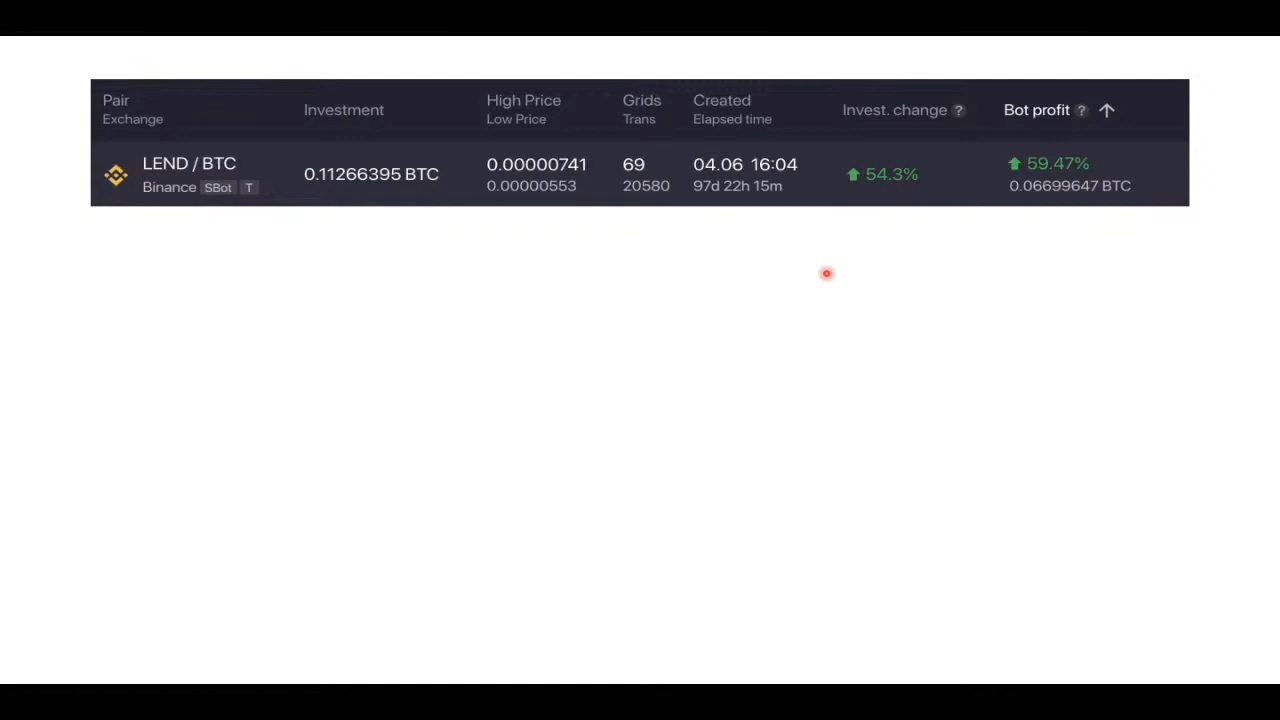 Pair
Exchange
Investment
High Price
Low Price
Grids
Trans
Created
Elapsed time
Invest. change ?
Bot profit ?
LEND / BTC
Binance SBot T
0.11266395 BTC
0.00000741
0.00000553
69
20580
04.06 16:04
97d 22h 15m
54.3%
59.47%
0.06699647 BTC